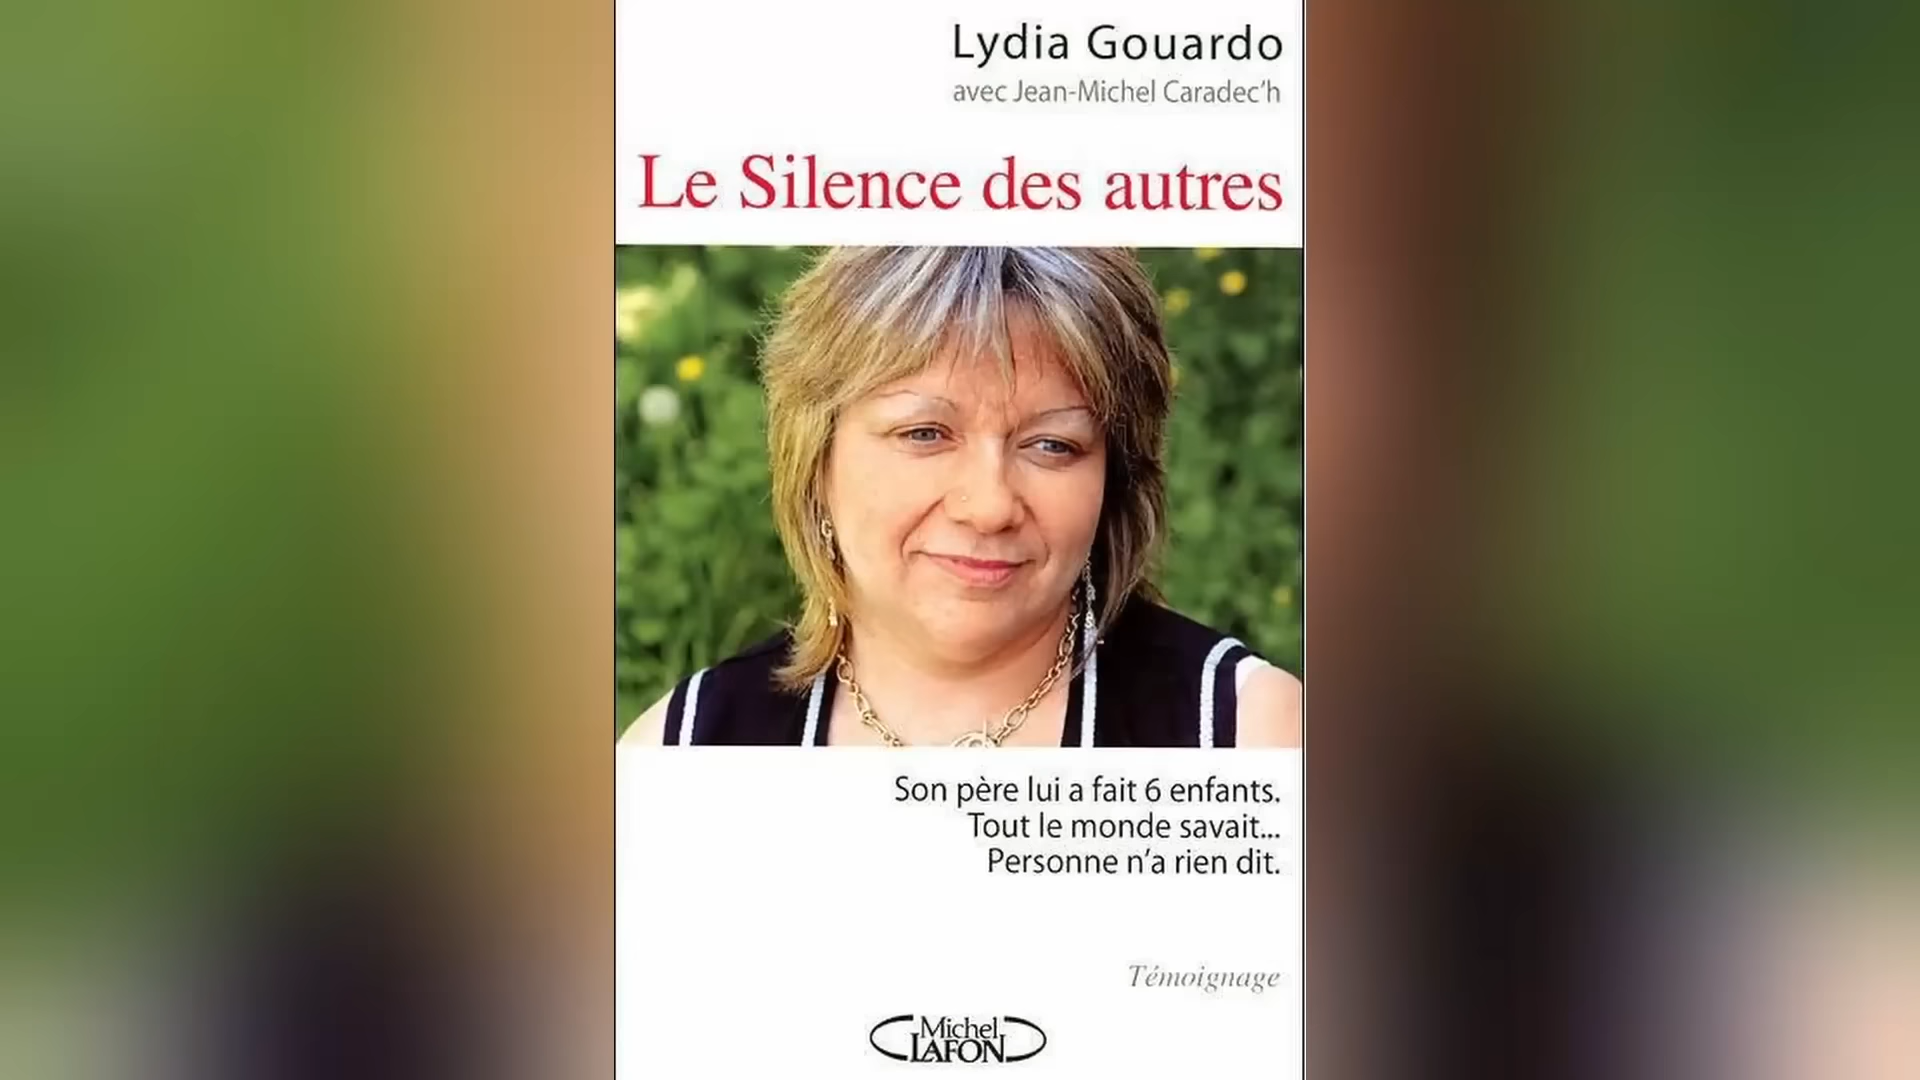 Lydia Gouardo
avec Jean-Michel Caradec'h
Le Silence des autres
Son père lui a fait 6 enfants.
Tout le monde savait...
Personne n'a rien dit.
Témoignage
Michel
LAFON